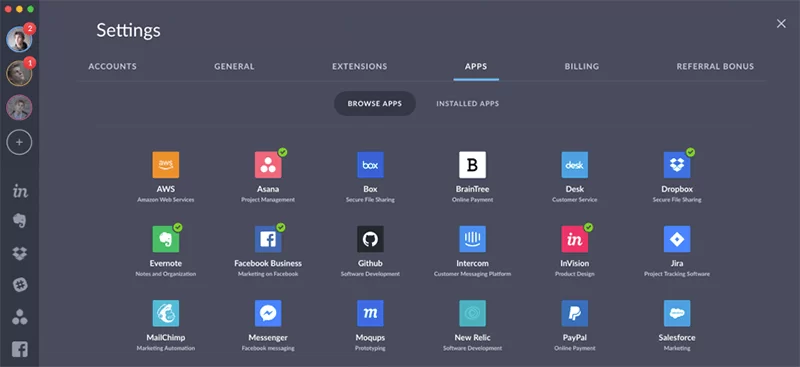 2
Settings
1
ACCOUNTS GENERAL EXTENSIONS APPS BILLING REFERRAL BONUS
BROWSE APPS INSTALLED APPS
aws box B desk
AWS Asana Box BrainTree Desk Dropbox
Amazon Web Services Project Management Secure File Sharing Online Payment Customer Service Secure File Sharing
in in
Evernote Facebook Business Github Intercom InVision Jira
Notes and Organization Marketing on Facebook Software Development Customer Messaging Platform Product Design Project Tracking Software
m salesforce
MailChimp Messenger Moqups New Relic PayPal Salesforce
Marketing Automation Facebook messaging Prototyping Software Development Online Payment Marketing